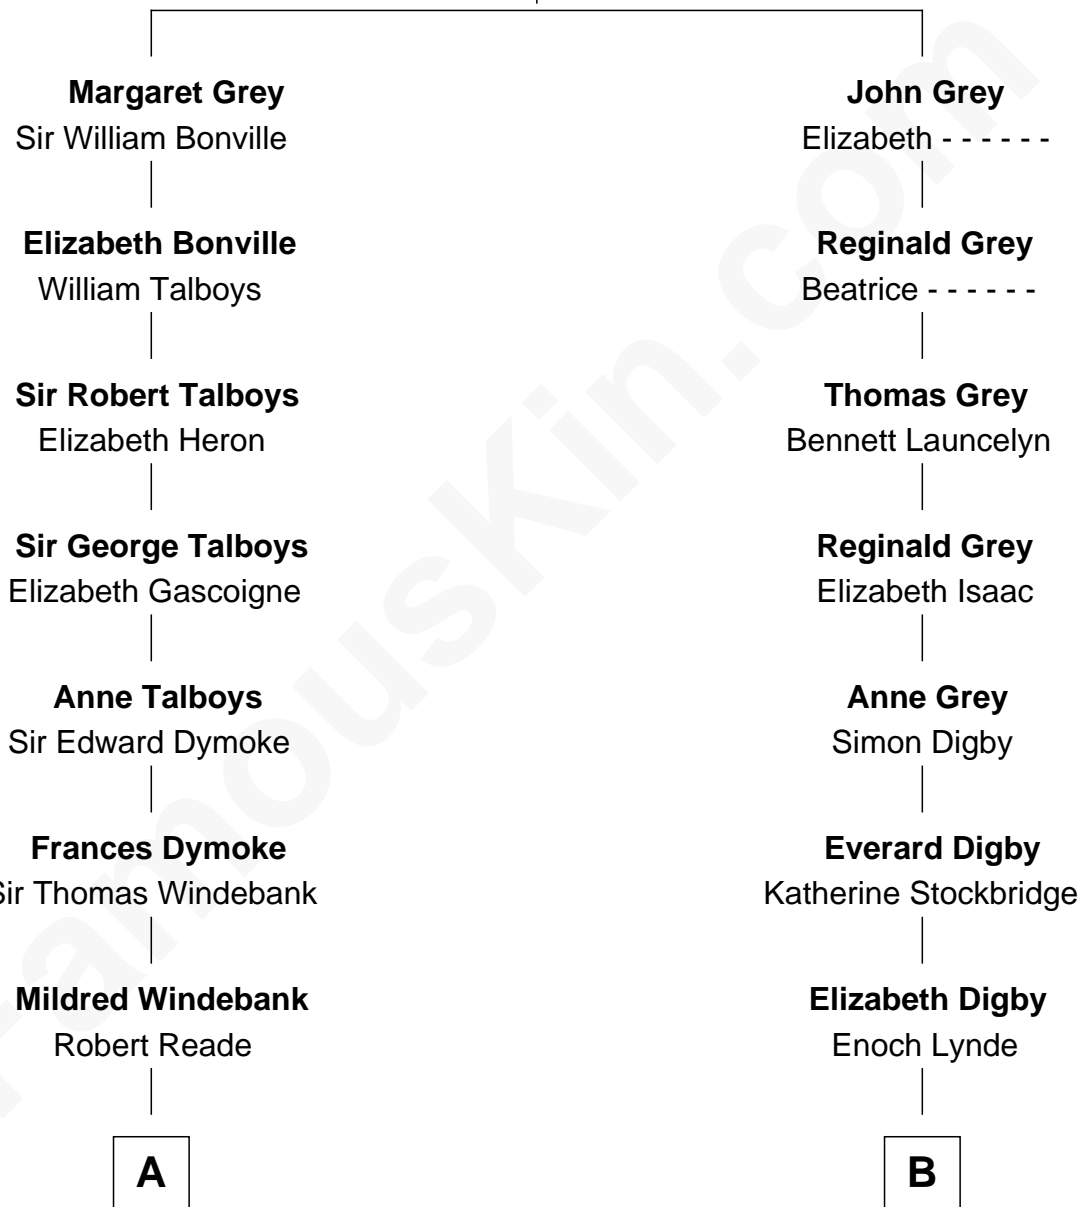 Margaret Grey
Sir William Bonville
Elizabeth Bonville
William Talboys
Sir Robert Talboys
Elizabeth Heron
Sir George Talboys
Elizabeth Gascoigne
Anne Talboys
Sir Edward Dymoke
Frances Dymoke
Sir Thomas Windebank
Mildred Windebank
Robert Reade
A
John Grey
Elizabeth - - - - - -
Reginald Grey
Beatrice - - - - - -
Thomas Grey
Bennett Launcelyn
Reginald Grey
Elizabeth Isaac
Anne Grey
Simon Digby
Everard Digby
Katherine Stockbridge
Elizabeth Digby
Enoch Lynde
B
FamousKin.com